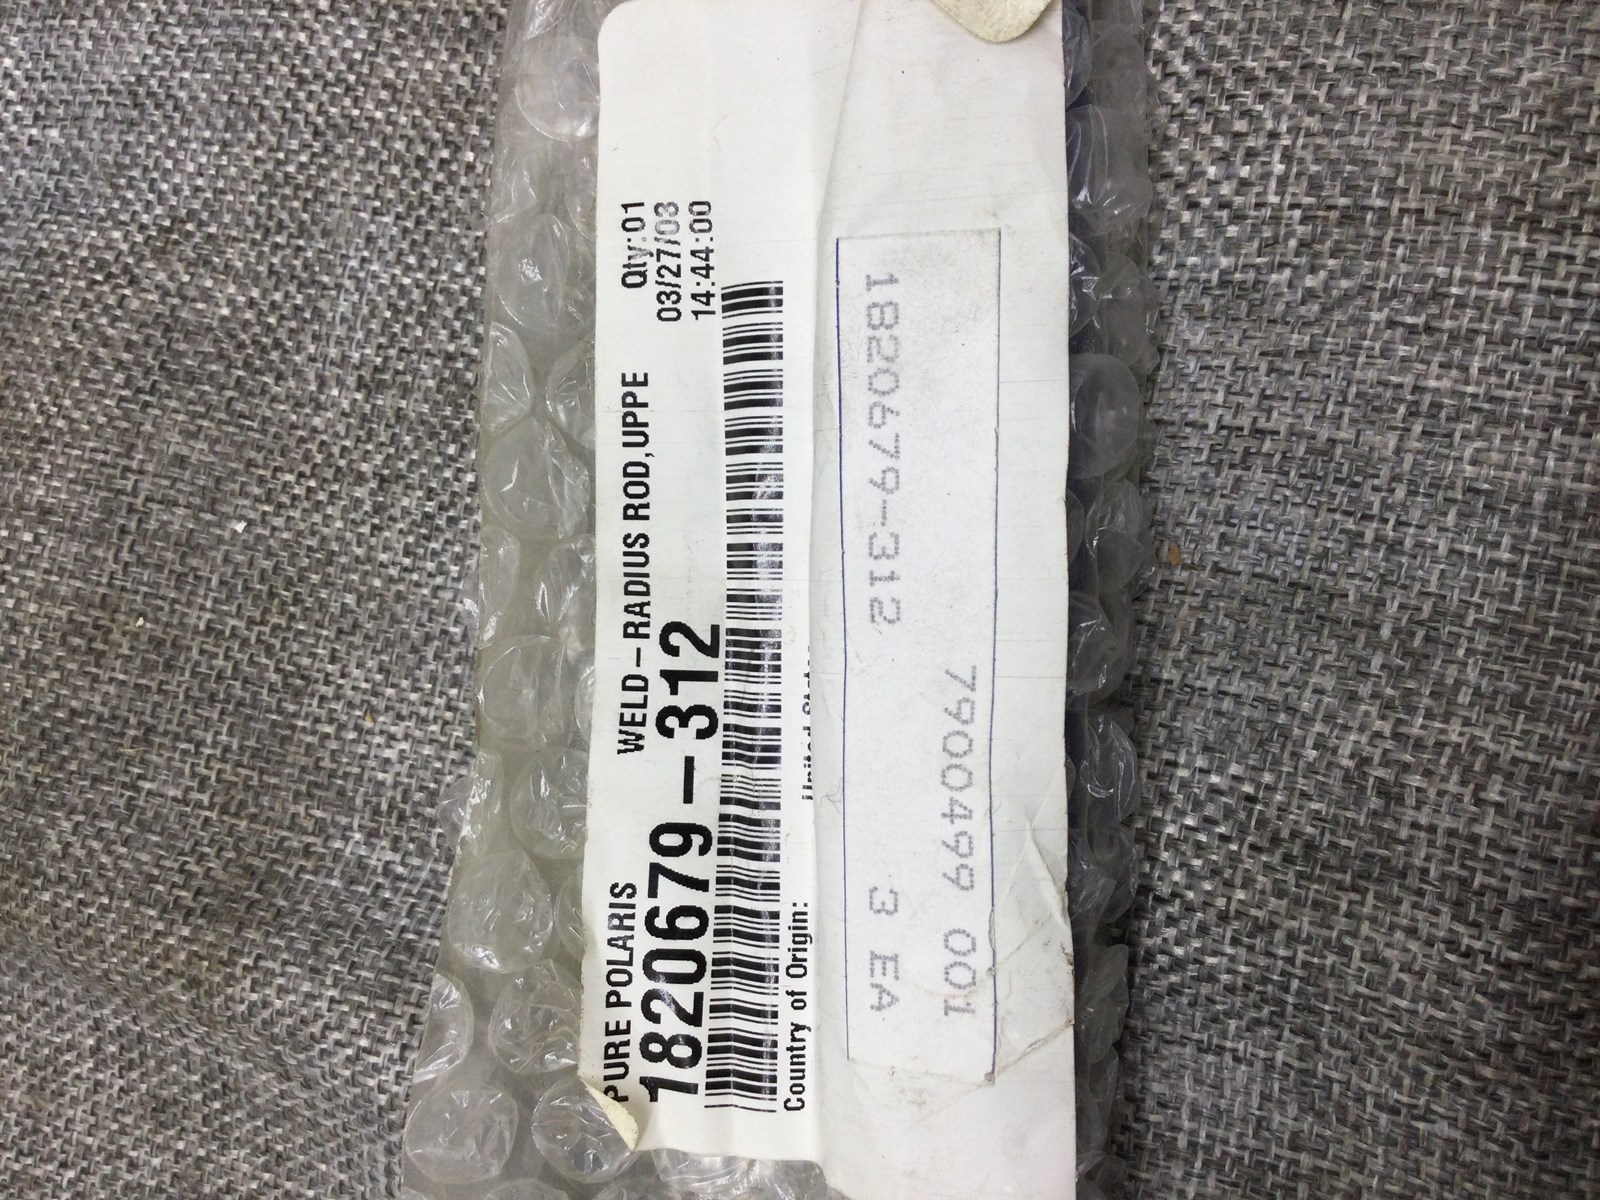 PURE POLARIS
WELD-RADIUS ROD,UPPE
Qty:01
1820679-312
03/27/03
14:44:00
Country of Origin:
United
1820679-312
3 EA
7900499 001